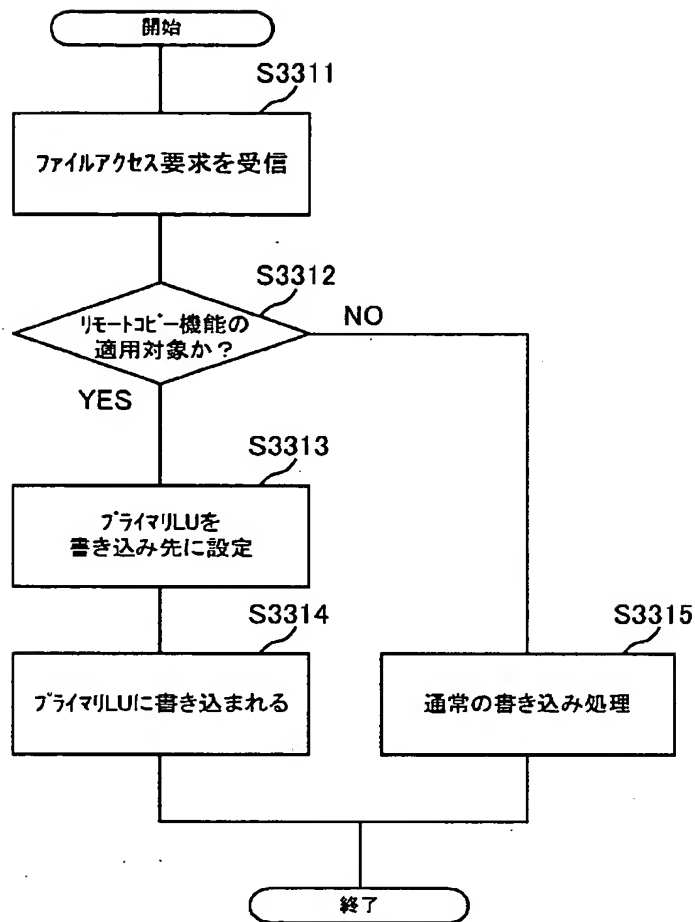 開始
S3311
ファイルアクセス要求を受信
S3312
リモートコピー機能の
適用対象か？
NO
YES
S3313
プライマリLUを
書き込み先に設定
S3314
プライマリLUに書き込まれる
S3315
通常の書き込み処理
終了